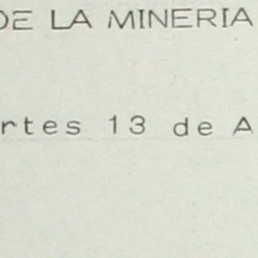 DE LA MINERIA
rtes 13 de A